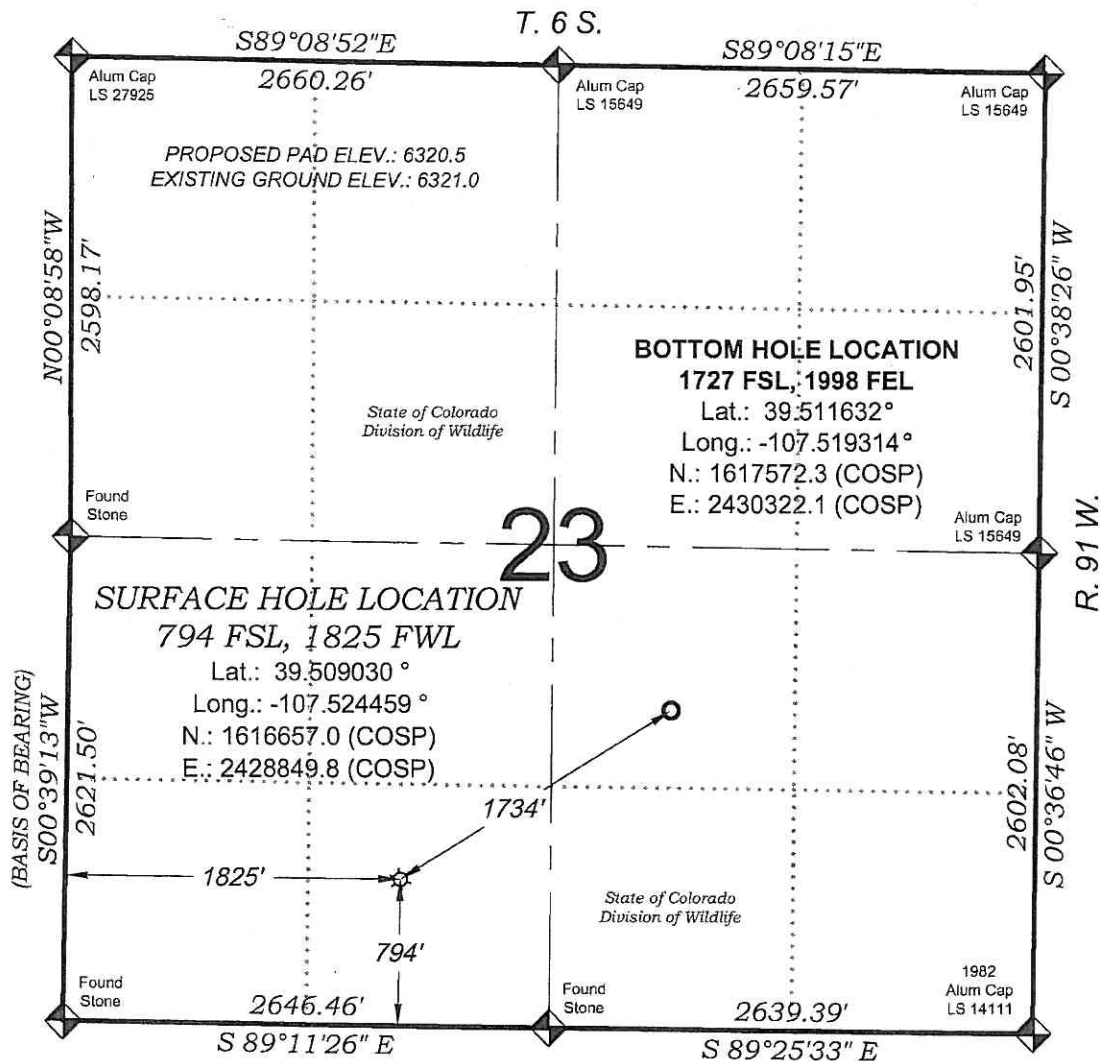 T. 6 S.
S89°08'52"E
2660.26'
S89°08'15"E
2659.57'
Alum Cap
LS 27925
Alum Cap
LS 15649
Alum Cap
LS 15649
PROPOSED PAD ELEV.: 6320.5
EXISTING GROUND ELEV.: 6321.0
N00°08'58"W
2598.17'
2601.95'
S 00°38'26" W
BOTTOM HOLE LOCATION
1727 FSL, 1998 FEL
Lat.: 39.511632°
Long.: -107.519314°
N.: 1617572.3 (COSP)
E.: 2430322.1 (COSP)
State of Colorado
Division of Wildlife
Found
Stone
23
Alum Cap
LS 15649
R. 91 W.
SURFACE HOLE LOCATION
794 FSL, 1825 FWL
Lat.: 39.509030 °
Long.: -107.524459 °
N.: 1616657.0 (COSP)
E.: 2428849.8 (COSP)
(BASIS OF BEARING)
S00°39'13"W
2621.50'
2602.08'
S 00°36'46" W
1734'
1825'
794'
State of Colorado
Division of Wildlife
Found
Stone
Found
Stone
1982
Alum Cap
LS 14111
2646.46'
S 89°11'26" E
2639.39'
S 89°25'33" E